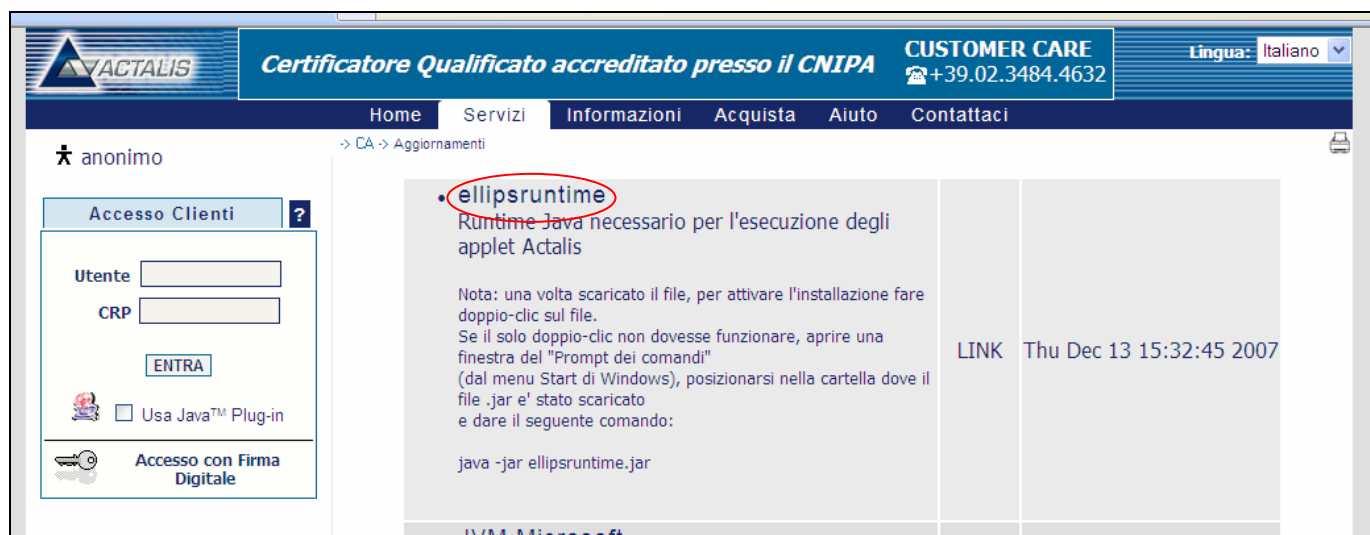 ACTALIS
Certificatore Qualificato accreditato presso il CNIPA
CUSTOMER CARE
☎+39.02.3484.4632
Lingua: Italiano
Home Servizi Informazioni Acquista Aiuto Contattaci
-> CA -> Aggiornamenti
anonimo
Accesso Clienti ?
Utente
CRP
ENTRA
Usa Java™ Plug-in
Accesso con Firma
Digitale
• ellipsruntime
Runtime Java necessario per l'esecuzione degli
applet Actalis
Nota: una volta scaricato il file, per attivare l'installazione fare
doppio-clic sul file.
Se il solo doppio-clic non dovesse funzionare, aprire una
finestra del "Prompt dei comandi"
(dal menu Start di Windows), posizionarsi nella cartella dove il
file .jar e' stato scaricato
e dare il seguente comando:
java -jar ellipsruntime.jar
LINK
Thu Dec 13 15:32:45 2007
JVM Microsoft